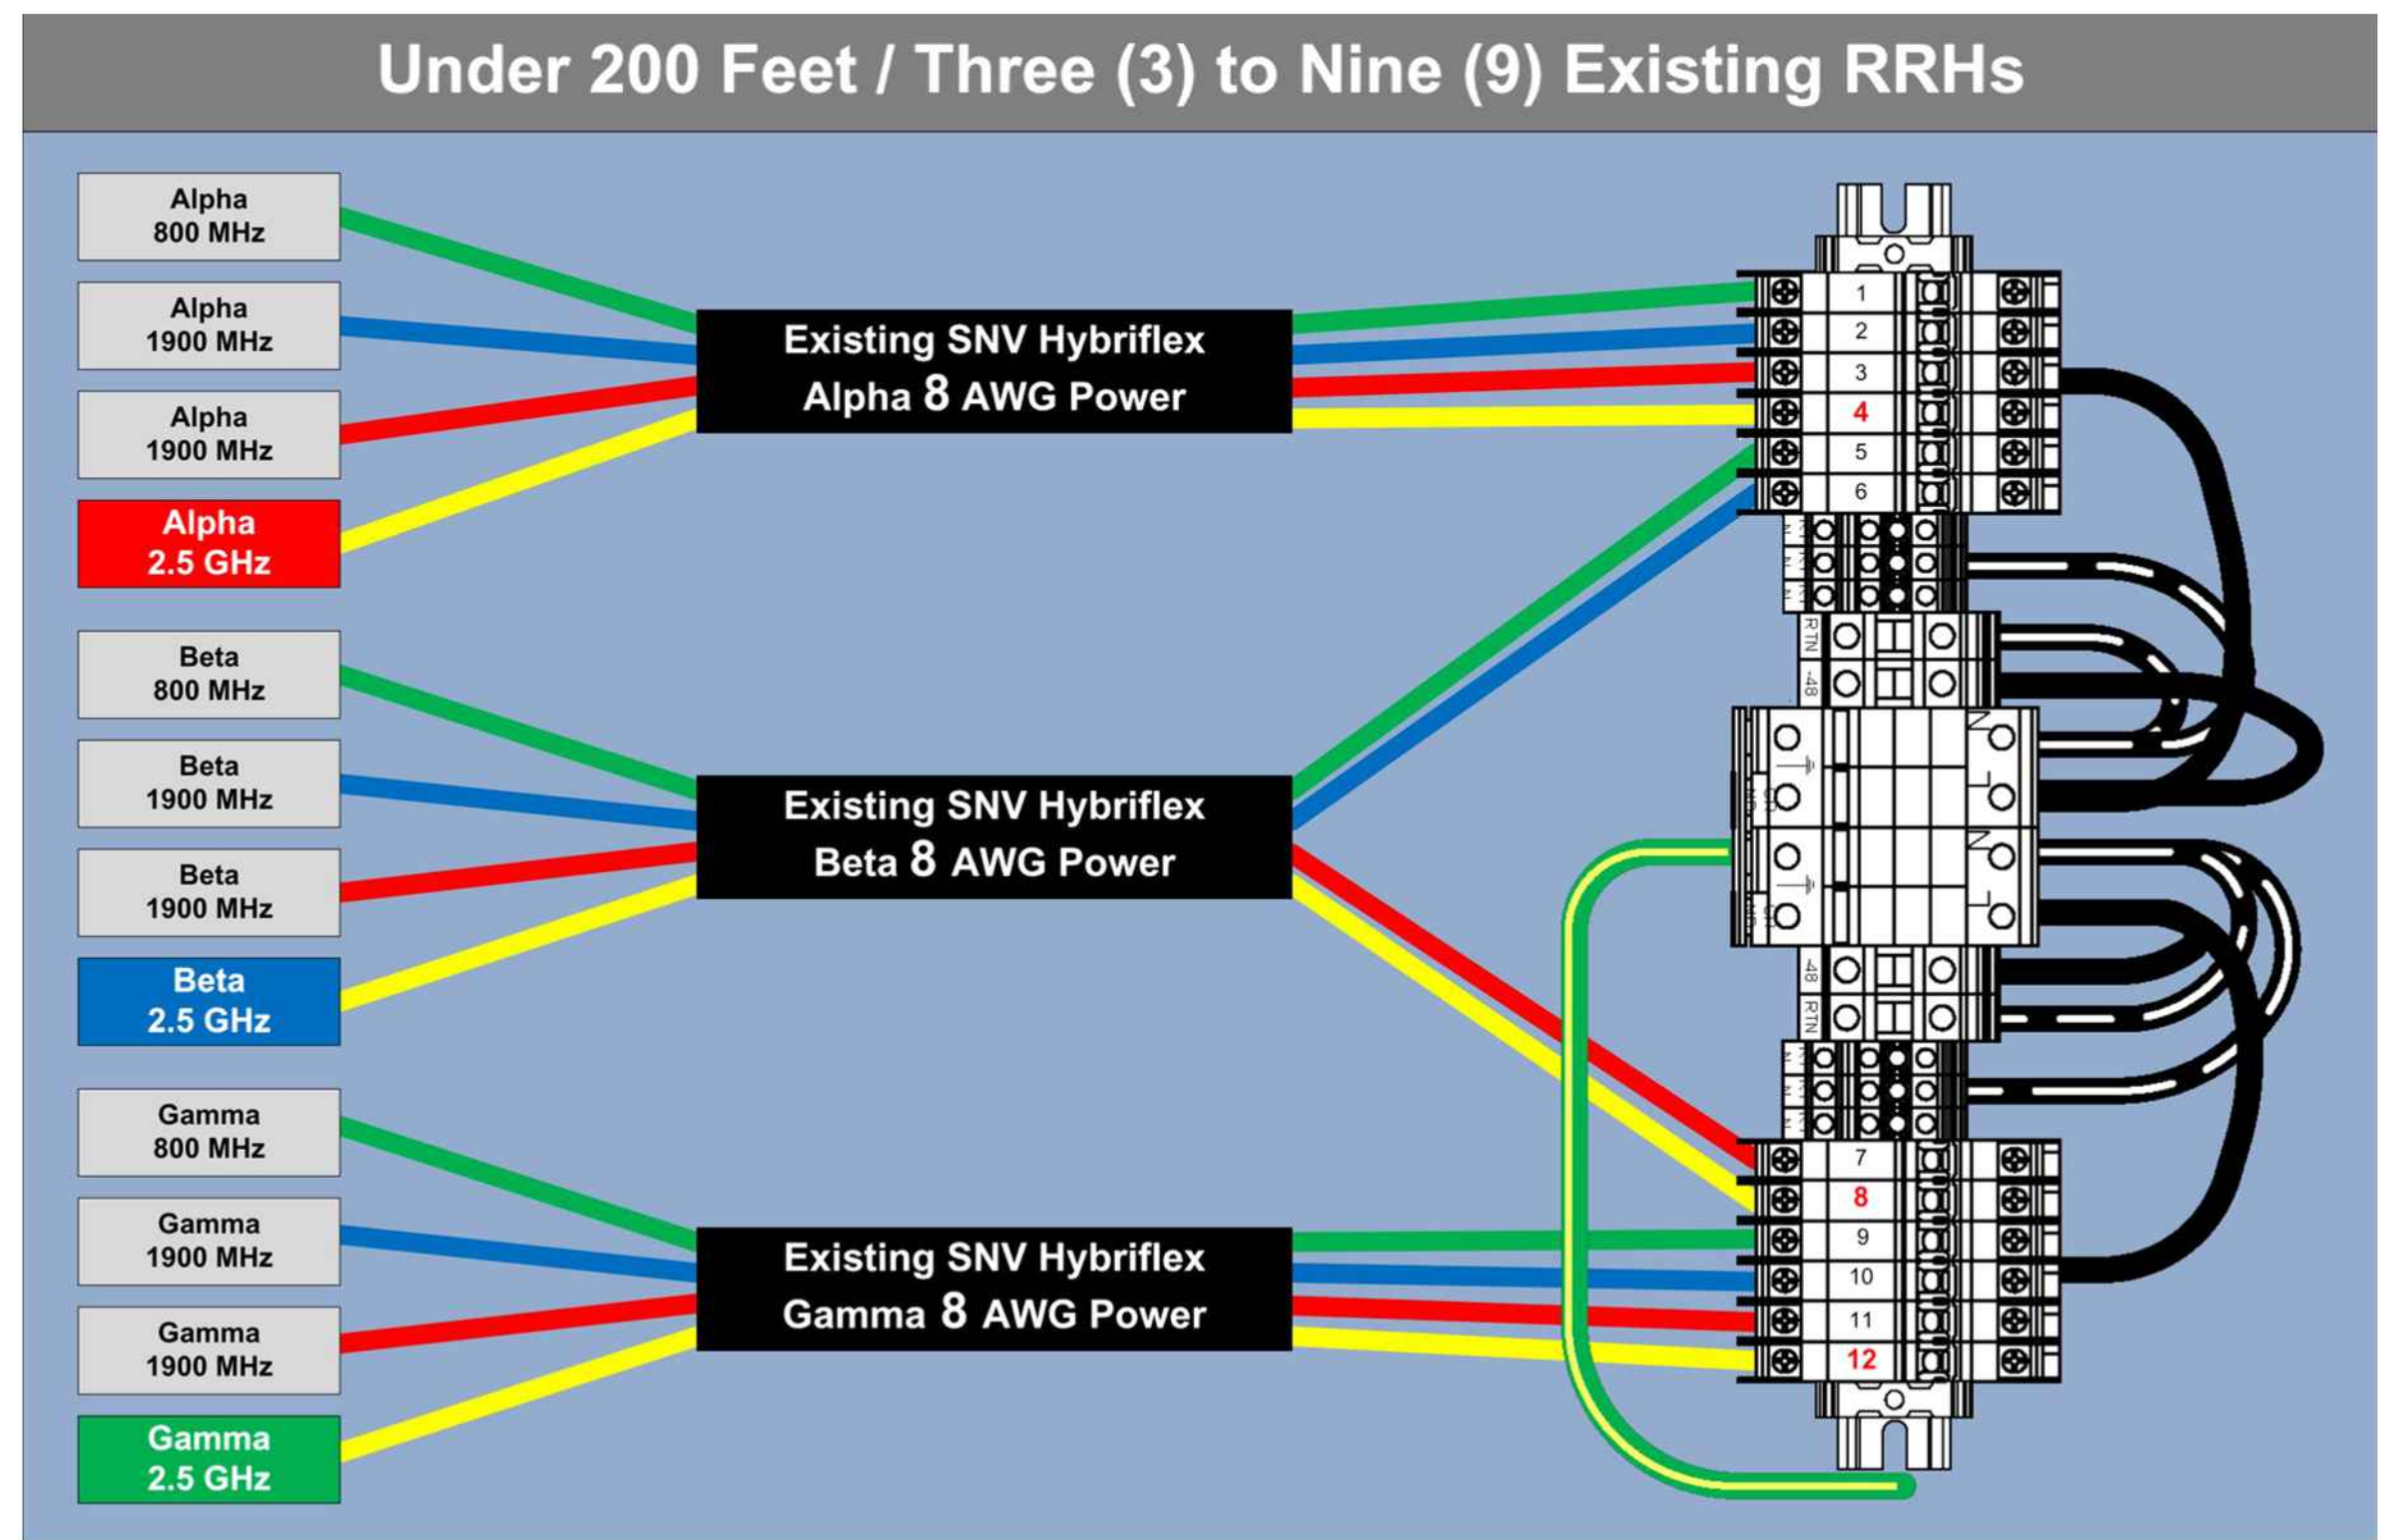 Under 200 Feet / Three (3) to Nine (9) Existing RRHs
Alpha
800 MHz
Alpha
1900 MHz
Alpha
1900 MHz
Alpha
2.5 GHz
Existing SNV Hybriflex
Alpha 8 AWG Power
Beta
800 MHz
Beta
1900 MHz
Beta
1900 MHz
Beta
2.5 GHz
Existing SNV Hybriflex
Beta 8 AWG Power
Gamma
800 MHz
Gamma
1900 MHz
Gamma
1900 MHz
Gamma
2.5 GHz
Existing SNV Hybriflex
Gamma 8 AWG Power
1
2
3
4
5
6
RTN
-48
N
L
N
L
-48
RTN
7
8
9
10
11
12